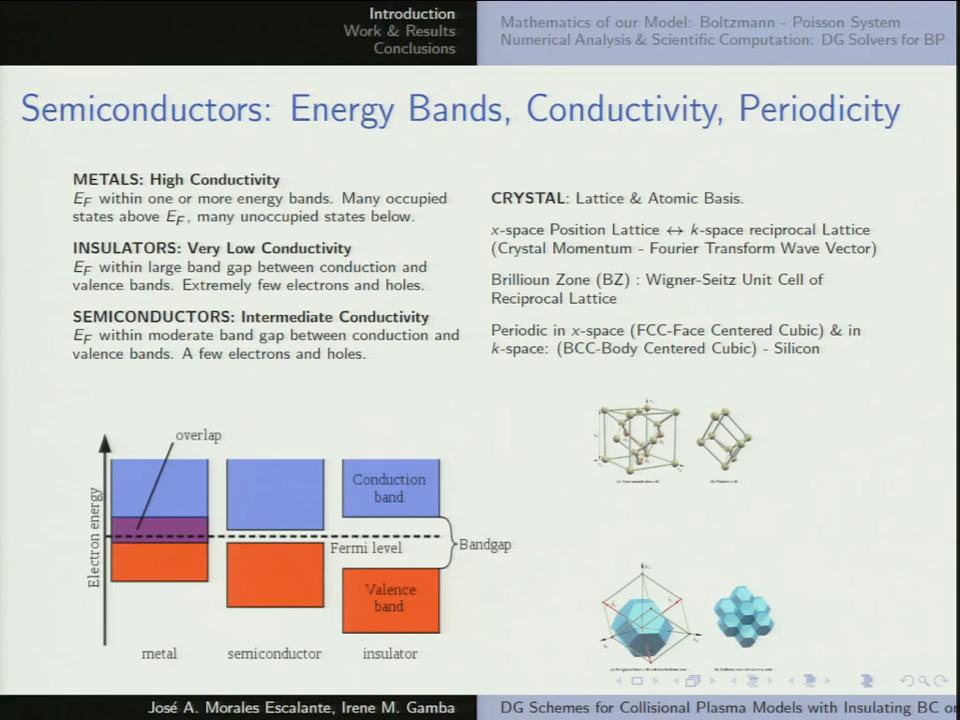 Introduction
Work & Results
Conclusions
Mathematics of our Model: Boltzmann - Poisson System
Numerical Analysis & Scientific Computation: DG Solvers for BP
Semiconductors: Energy Bands, Conductivity, Periodicity
METALS: High Conductivity
E_F within one or more energy bands. Many occupied
states above E_F, many unoccupied states below.
INSULATORS: Very Low Conductivity
E_F within large band gap between conduction and
valence bands. Extremely few electrons and holes.
SEMICONDUCTORS: Intermediate Conductivity
E_F within moderate band gap between conduction and
valence bands. A few electrons and holes.
CRYSTAL: Lattice & Atomic Basis.
x-space Position Lattice ↔ k-space reciprocal Lattice
(Crystal Momentum - Fourier Transform Wave Vector)
Brillioun Zone (BZ) : Wigner-Seitz Unit Cell of
Reciprocal Lattice
Periodic in x-space (FCC-Face Centered Cubic) & in
k-space: (BCC-Body Centered Cubic) - Silicon
overlap
Electron energy
Conduction
band
Fermi level
Bandgap
Valence
band
metal
semiconductor
insulator
José A. Morales Escalante, Irene M. Gamba
DG Schemes for Collisional Plasma Models with Insulating BC